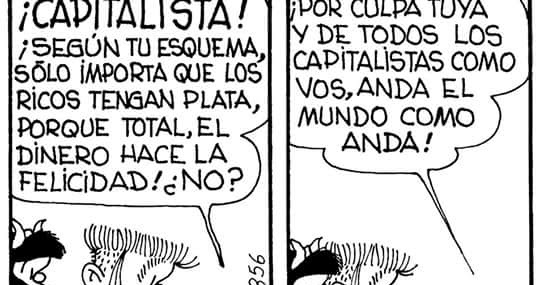 ¡CAPITALISTA!
¡SEGÚN TU ESQUEMA,
SÓLO IMPORTA QUE LOS
RICOS TENGAN PLATA,
PORQUE TOTAL, EL
DINERO HACE LA
FELICIDAD! ¿NO?
356
¡POR CULPA TUYA
Y DE TODOS LOS
CAPITALISTAS COMO
VOS, ANDA EL
MUNDO COMO
ANDA!